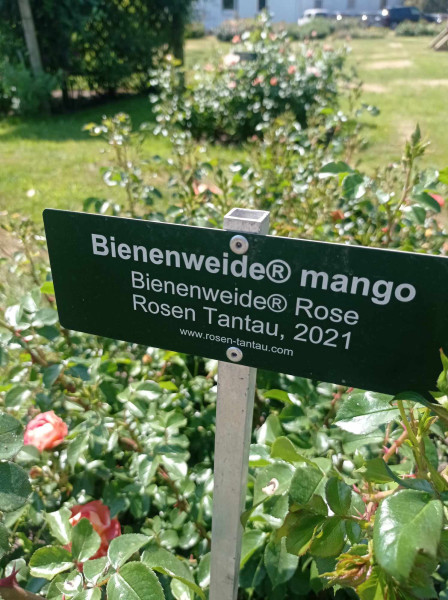 Bienenweide® mango
Bienenweide® Rose
Rosen Tantau, 2021
www.rosen-tantau.com